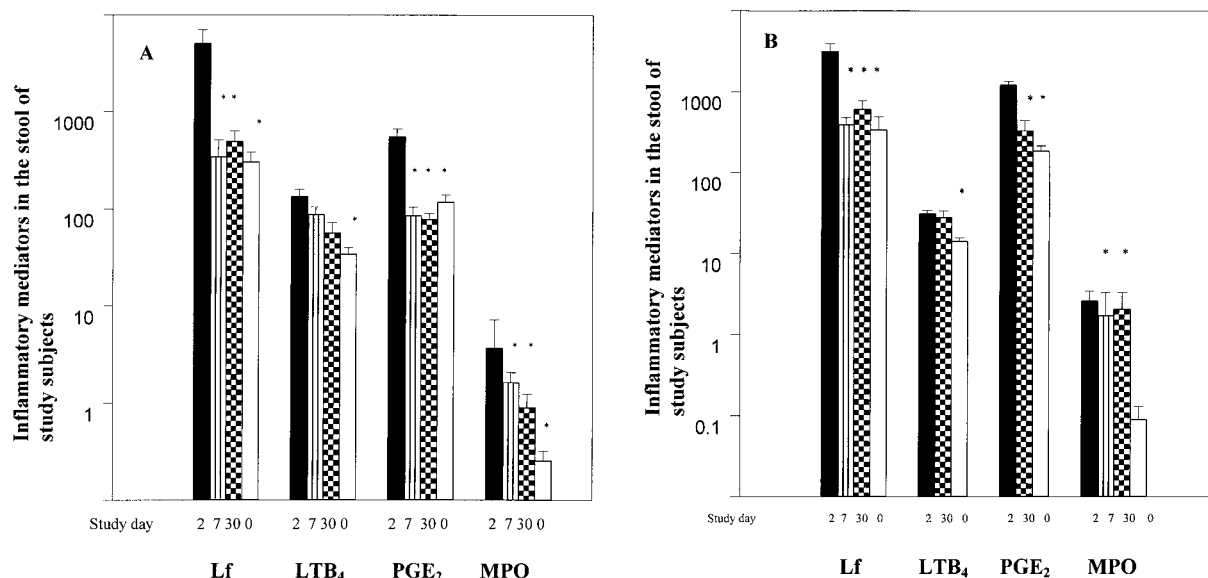 A
Inflammatory mediators in the stool of
study subjects
1000
100
10
1
* *
*
*
* * *
* *
*
Study day
2 7 30 0
2 7 30 0
2 7 30 0
2 7 30 0
Lf
LTB4
PGE2
MPO
B
Inflammatory mediators in the stool of
study subjects
1000
100
10
1
0.1
* * *
*
* *
* *
Study day
2 7 30 0
2 30 0
2 30 0
2 7 30 0
Lf
LTB4
PGE2
MPO